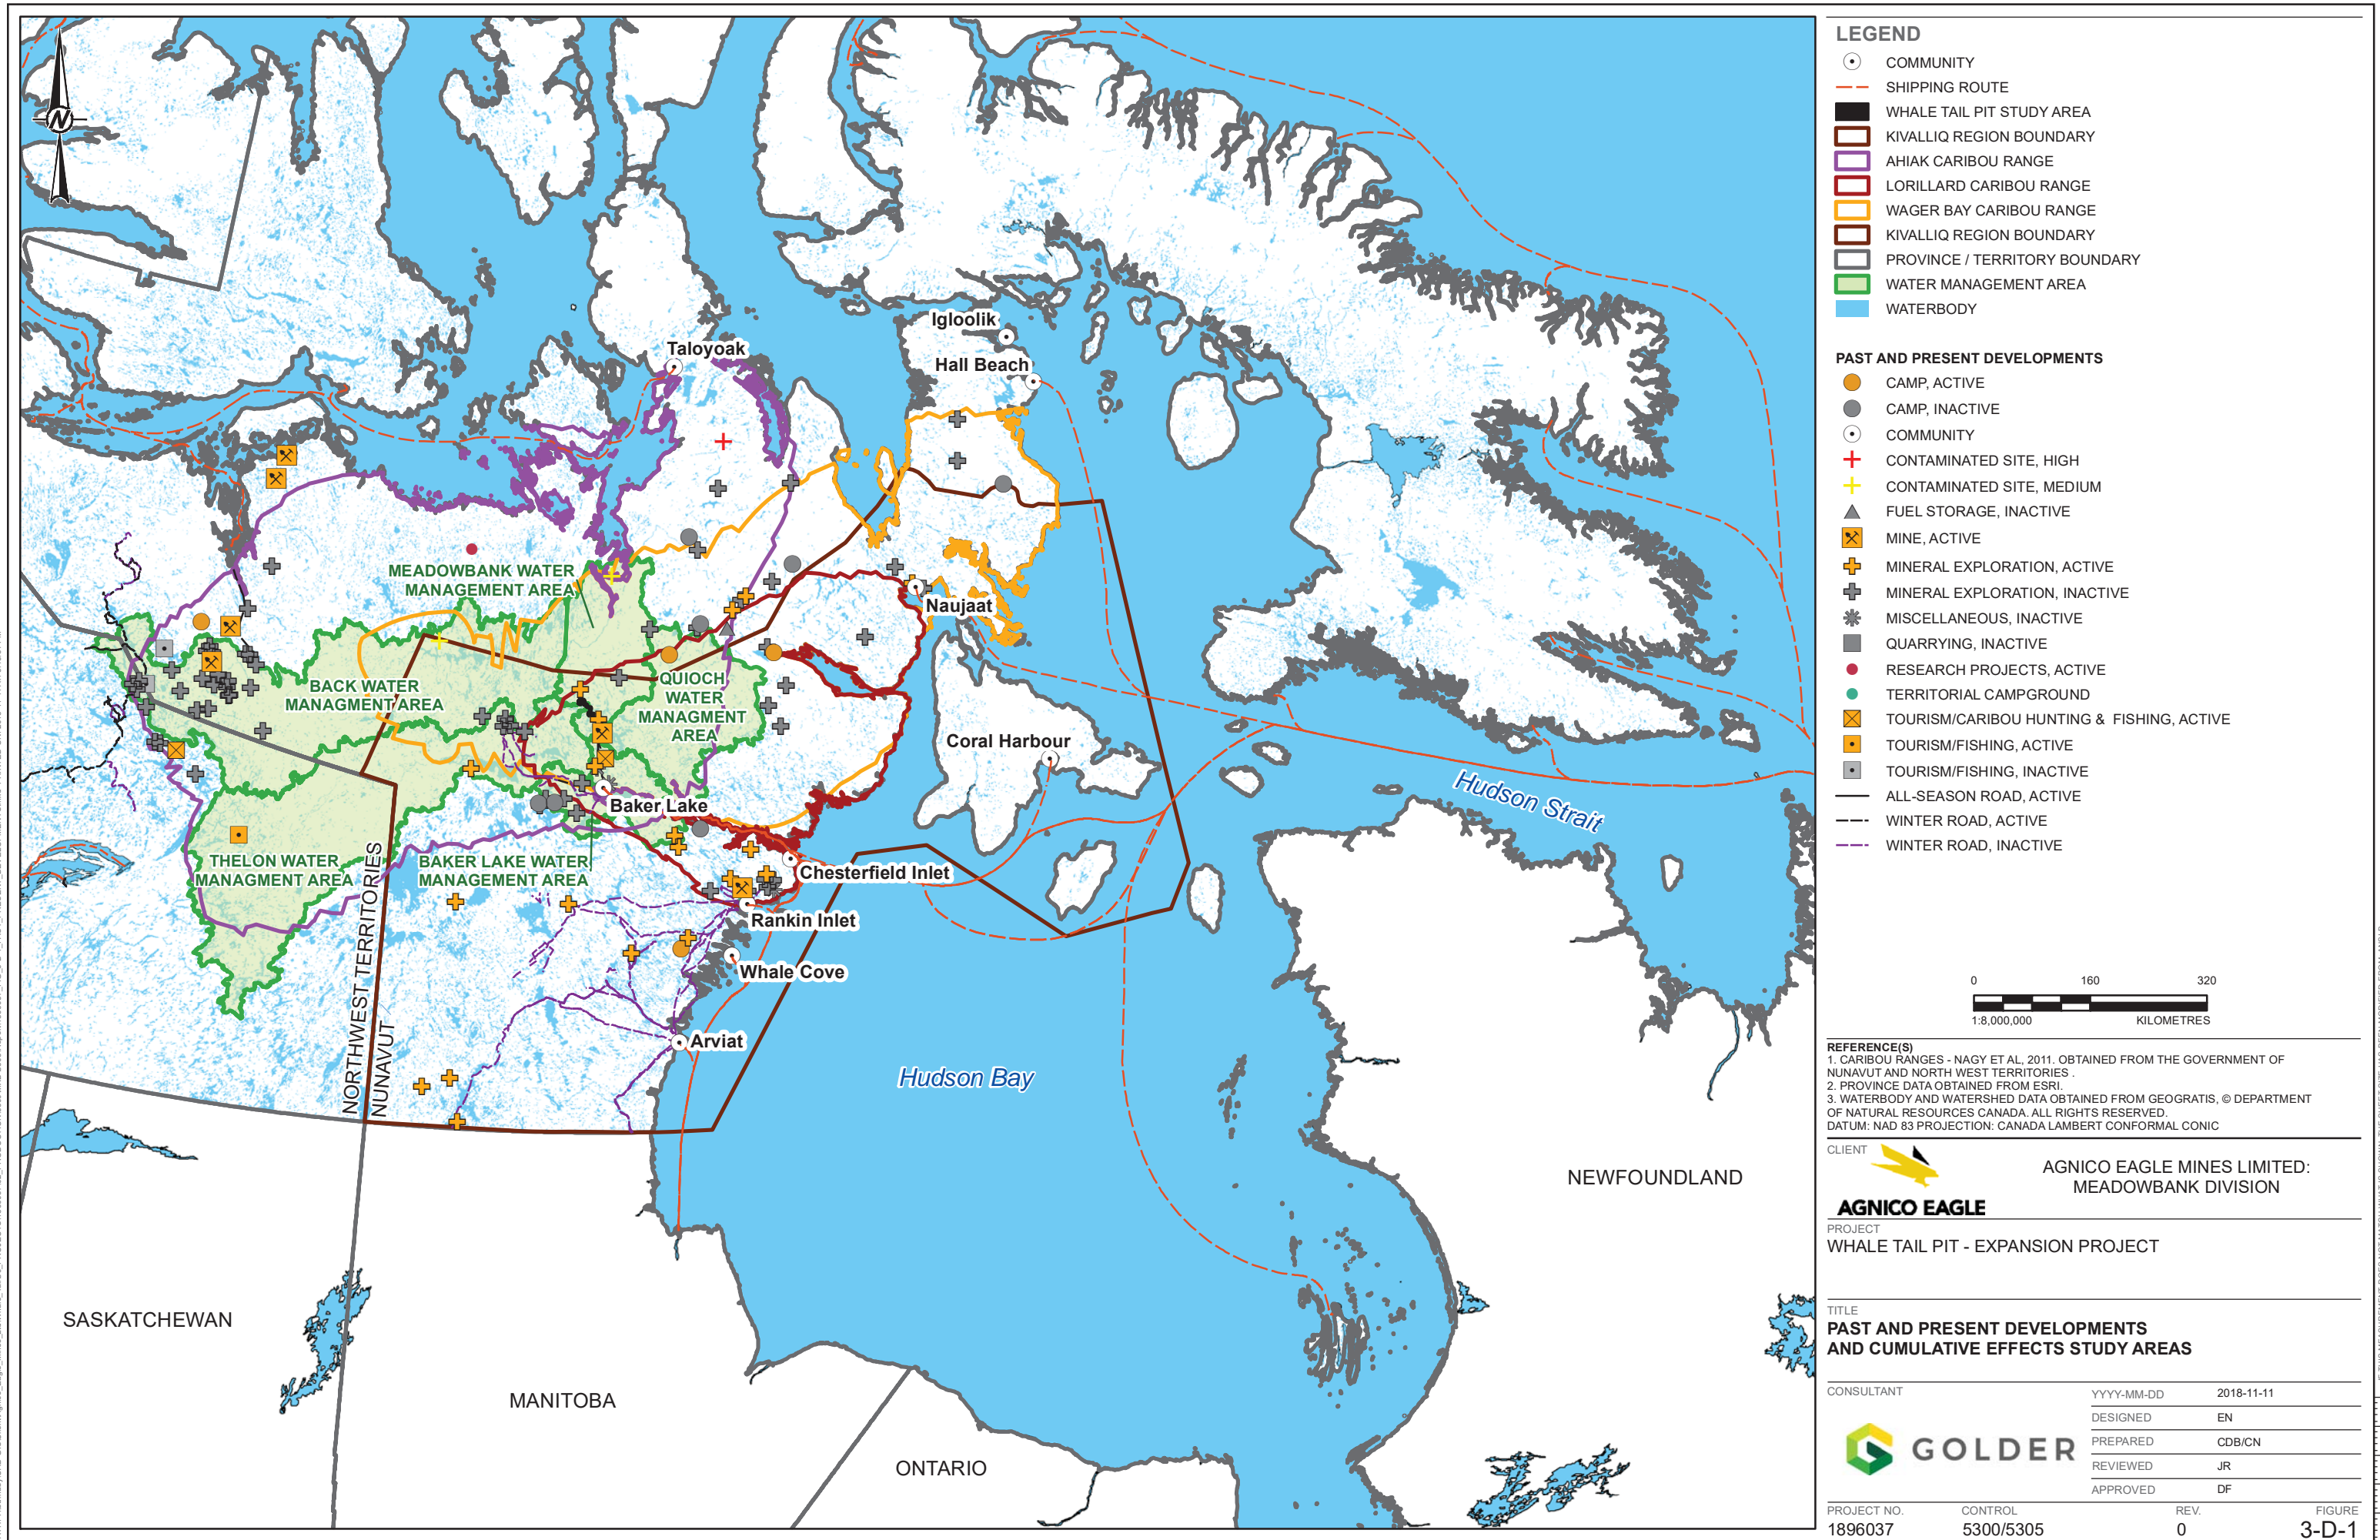 N
Igloolik
Taloyoak
Hall Beach
MEADOWBANK WATER
MANAGEMENT AREA
Naujaat
BACK WATER
MANAGMENT AREA
QUIOCH
WATER
MANAGMENT
AREA
Coral Harbour
Hudson Strait
Baker Lake
THELON WATER
MANAGMENT AREA
BAKER LAKE WATER
MANAGEMENT AREA
Chesterfield Inlet
Rankin Inlet
Whale Cove
NORTHWEST TERRITORIES
NUNAVUT
Arviat
Hudson Bay
NEWFOUNDLAND
SASKATCHEWAN
MANITOBA
ONTARIO
LEGEND
COMMUNITY
SHIPPING ROUTE
WHALE TAIL PIT STUDY AREA
KIVALLIQ REGION BOUNDARY
AHIAK CARIBOU RANGE
LORILLARD CARIBOU RANGE
WAGER BAY CARIBOU RANGE
KIVALLIQ REGION BOUNDARY
PROVINCE / TERRITORY BOUNDARY
WATER MANAGEMENT AREA
WATERBODY
PAST AND PRESENT DEVELOPMENTS
CAMP, ACTIVE
CAMP, INACTIVE
COMMUNITY
CONTAMINATED SITE, HIGH
CONTAMINATED SITE, MEDIUM
FUEL STORAGE, INACTIVE
MINE, ACTIVE
MINERAL EXPLORATION, ACTIVE
MINERAL EXPLORATION, INACTIVE
MISCELLANEOUS, INACTIVE
QUARRYING, INACTIVE
RESEARCH PROJECTS, ACTIVE
TERRITORIAL CAMPGROUND
TOURISM/CARIBOU HUNTING & FISHING, ACTIVE
TOURISM/FISHING, ACTIVE
TOURISM/FISHING, INACTIVE
ALL-SEASON ROAD, ACTIVE
WINTER ROAD, ACTIVE
WINTER ROAD, INACTIVE
0 160 320
1:8,000,000 KILOMETRES
REFERENCE(S)
1. CARIBOU RANGES - NAGY ET AL, 2011. OBTAINED FROM THE GOVERNMENT OF
NUNAVUT AND NORTH WEST TERRITORIES .
2. PROVINCE DATA OBTAINED FROM ESRI.
3. WATERBODY AND WATERSHED DATA OBTAINED FROM GEOGRATIS, © DEPARTMENT
OF NATURAL RESOURCES CANADA. ALL RIGHTS RESERVED.
DATUM: NAD 83 PROJECTION: CANADA LAMBERT CONFORMAL CONIC
CLIENT
AGNICO EAGLE
AGNICO EAGLE MINES LIMITED:
MEADOWBANK DIVISION
PROJECT
WHALE TAIL PIT - EXPANSION PROJECT
TITLE
PAST AND PRESENT DEVELOPMENTS
AND CUMULATIVE EFFECTS STUDY AREAS
CONSULTANT
GOLDER
YYYY-MM-DD 2018-11-11
DESIGNED EN
PREPARED CDB/CN
REVIEWED JR
APPROVED DF
PROJECT NO. CONTROL REV. FIGURE
1896037 5300/5305 0 3-D-1